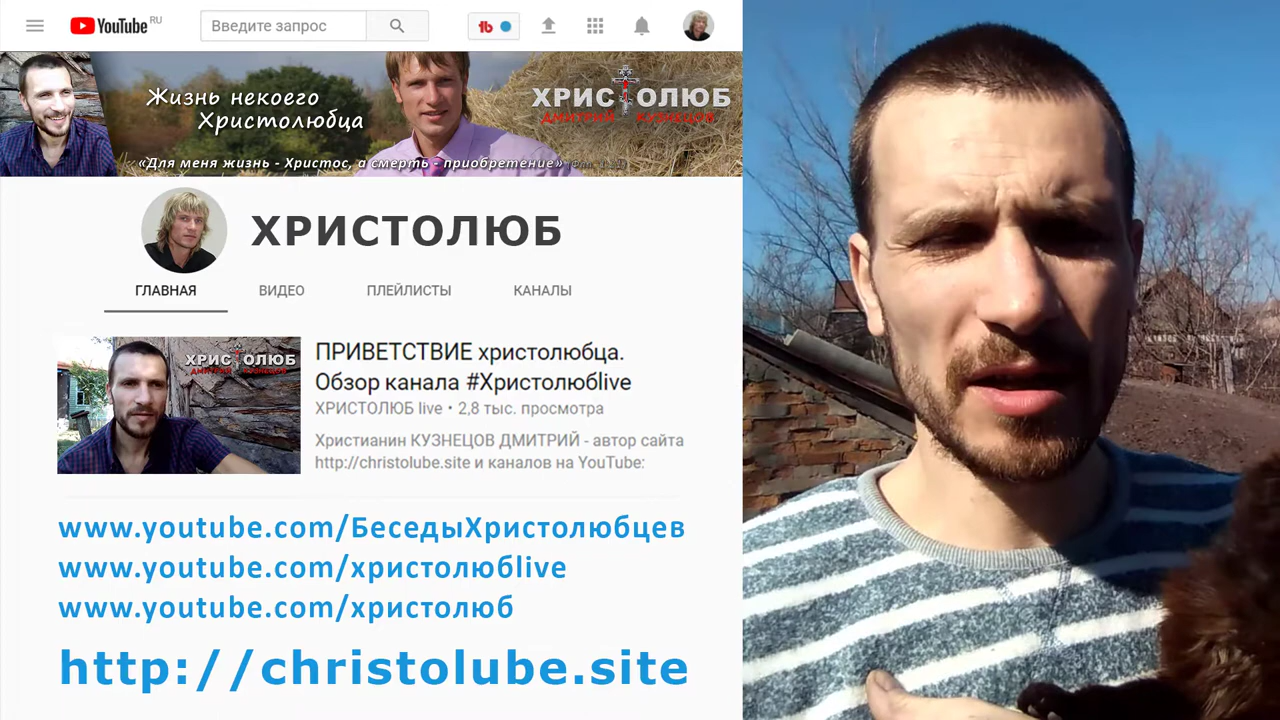 YouTube RU
Введите запрос
Жизнь некоего
Христолюбца
ХРИСТОЛЮБ
ДМИТРИЙ КУЗНЕЦОВ
«Для меня жизнь - Христос, а смерть - приобретение»
ХРИСТОЛЮБ
ГЛАВНАЯ ВИДЕО ПЛЕЙЛИСТЫ КАНАЛЫ
ХРИСТОЛЮБ
ДМИТРИЙ КУЗНЕЦОВ
ПРИВЕТСТВИЕ христолюбца.
Обзор канала #Христолюбlive
ХРИСТОЛЮБ live • 2,8 тыс. просмотра
Христианин КУЗНЕЦОВ ДМИТРИЙ - автор сайта
http://christolube.site и каналов на YouTube:
www.youtube.com/БеседыХристолюбцев
www.youtube.com/христолюбlive
www.youtube.com/христолюб
http://christolube.site